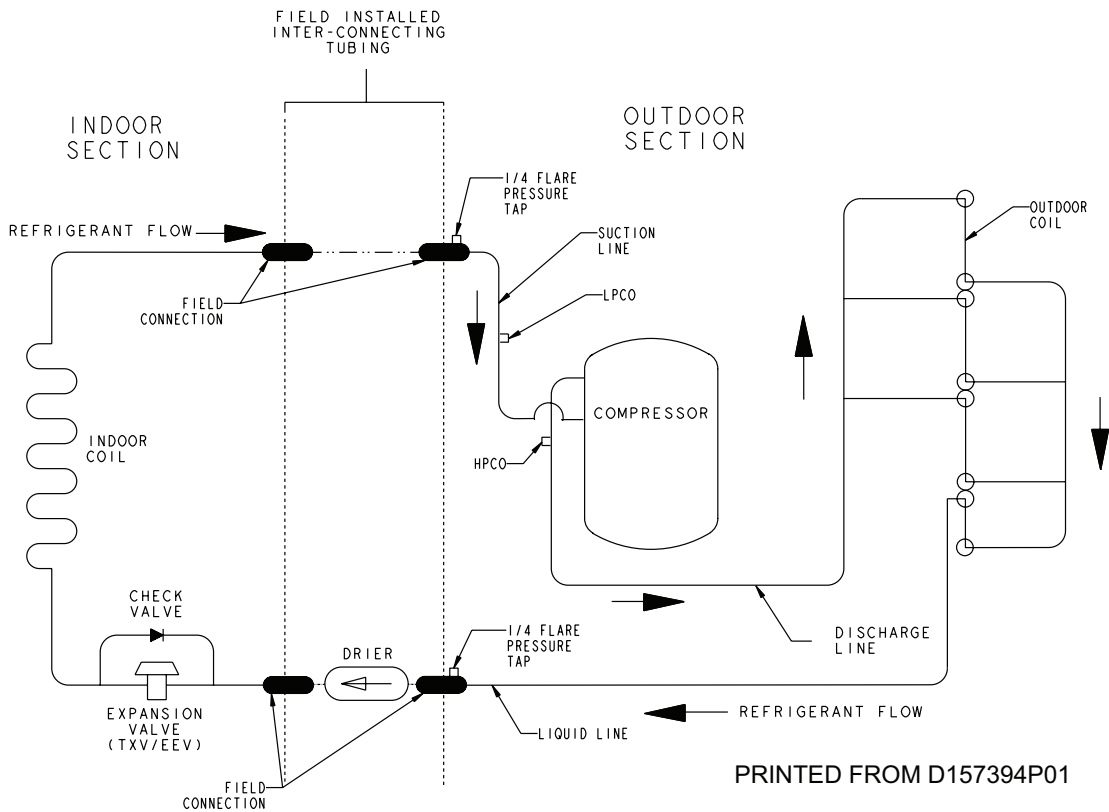 FIELD INSTALLED
INTER-CONNECTING
TUBING
INDOOR
SECTION
OUTDOOR
SECTION
1/4 FLARE
PRESSURE
TAP
REFRIGERANT FLOW
SUCTION
LINE
OUTDOOR
COIL
FIELD
CONNECTION
LPCO
COMPRESSOR
INDOOR
COIL
HPCO
CHECK
VALVE
DRIER
1/4 FLARE
PRESSURE
TAP
DISCHARGE
LINE
EXPANSION
VALVE
(TXV/EEV)
LIQUID LINE
REFRIGERANT FLOW
FIELD
CONNECTION
PRINTED FROM D157394P01